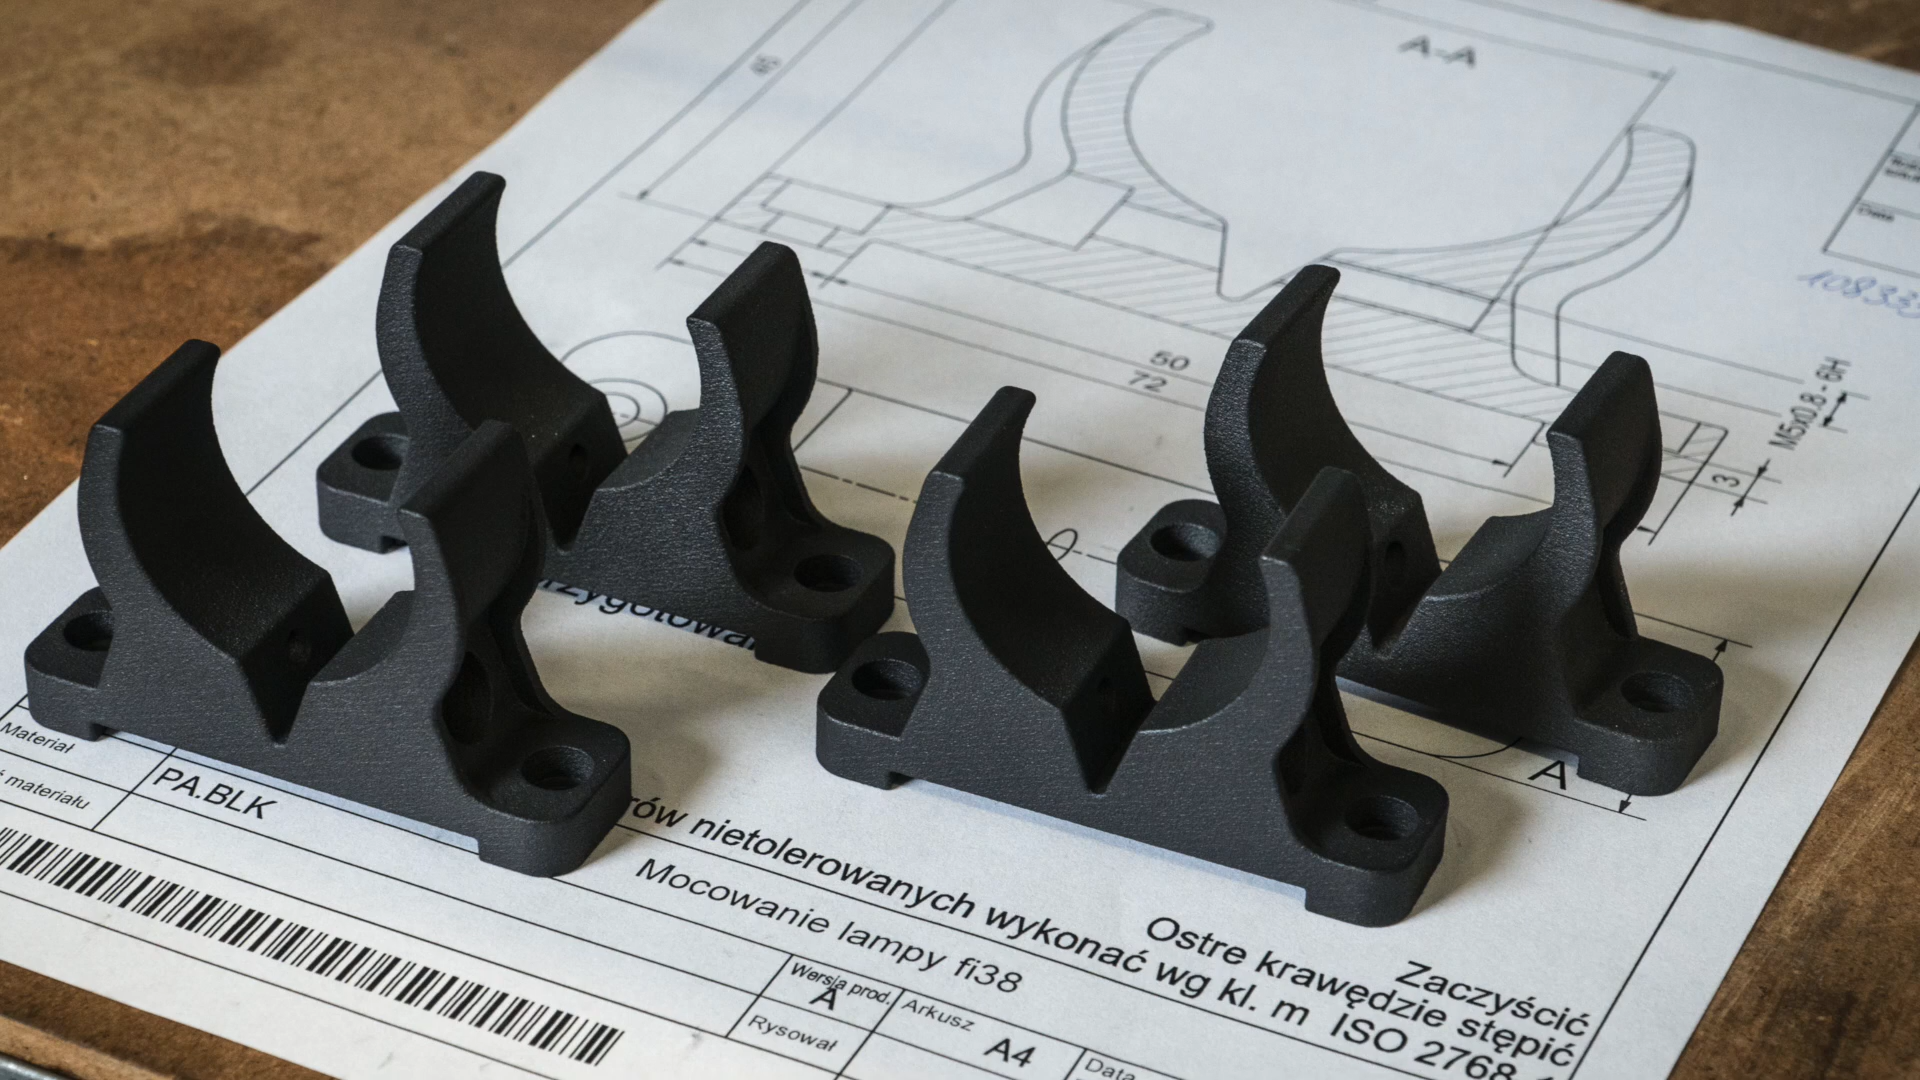 A-A
50
72
M5x0.8 - 6H
3
A
Materiał
materiału
PA.BLK
nietolerowanych wykonać wg kl. m ISO 2768
Ostre krawędzie stępić
Zaczyścić
Mocowanie lampy fi38
Wersja prod.
A
Arkusz
A4
Rysował
Data